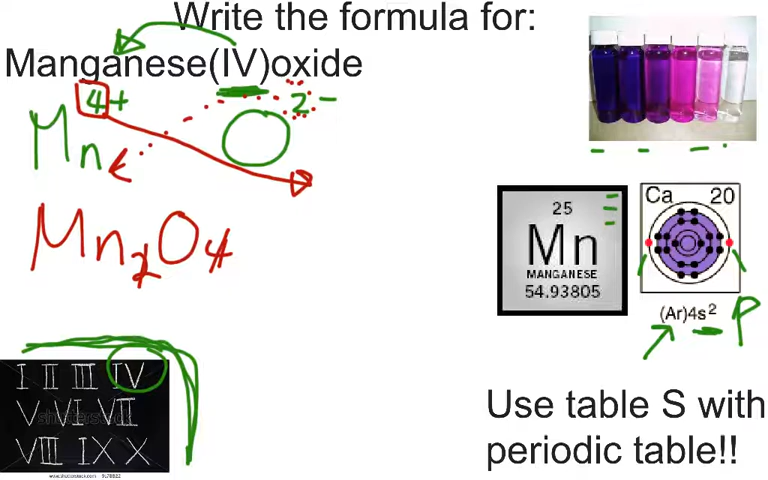 Write the formula for:
Manganese(IV)oxide
4+ 2-
Mn O
Mn2O4
25
Mn
MANGANESE
54.93805
Ca 20
(Ar)4s² P
I II III IV
V VI VII
VIII IX X
shutterstock
Use table S with
periodic table!!